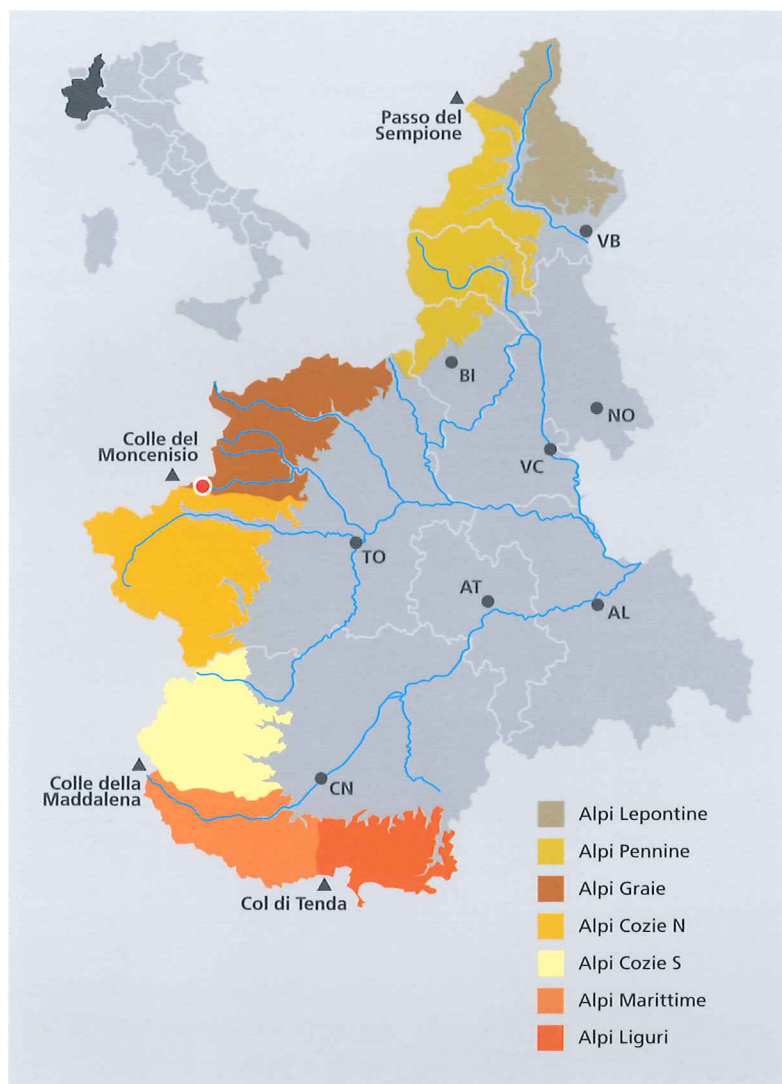 Passo del
Sempione
VB
BI
NO
Colle del
Moncenisio
VC
TO
AT
AL
Colle della
Maddalena
CN
Col di Tenda
Alpi Lepontine
Alpi Pennine
Alpi Graie
Alpi Cozie N
Alpi Cozie S
Alpi Marittime
Alpi Liguri